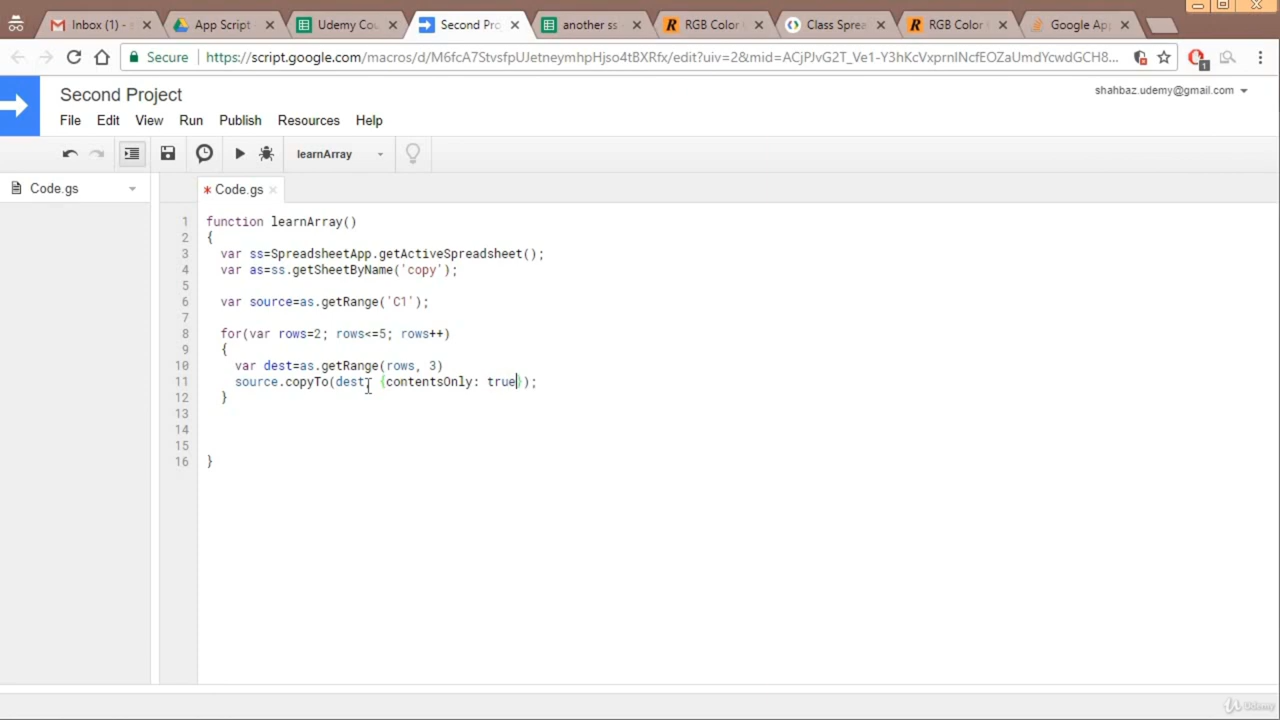 Inbox (1) -
App Script
Udemy Cou
Second Pro
another ss
RGB Color
Class Sprea
RGB Color
Google App
Secure
https://script.google.com/macros/d/M6fcA7StvsfpUJetneymhpHjso4tBXRfx/edit?uiv=2&mid=ACjPJvG2T_Ve1-Y3hKcVxprnINcfEOZaUmdYcwdGCH8...
1
Second Project
shahbaz.udemy@gmail.com
File Edit View Run Publish Resources Help
learnArray
Code.gs
* Code.gs
1 function learnArray()
2 {
3 var ss=SpreadsheetApp.getActiveSpreadsheet();
4 var as=ss.getSheetByName('copy');
5
6 var source=as.getRange('C1');
7
8 for(var rows=2; rows<=5; rows++)
9 {
10 var dest=as.getRange(rows, 3)
11 source.copyTo(dest, {contentsOnly: true});
12 }
13
14
15
16 }
Udemy